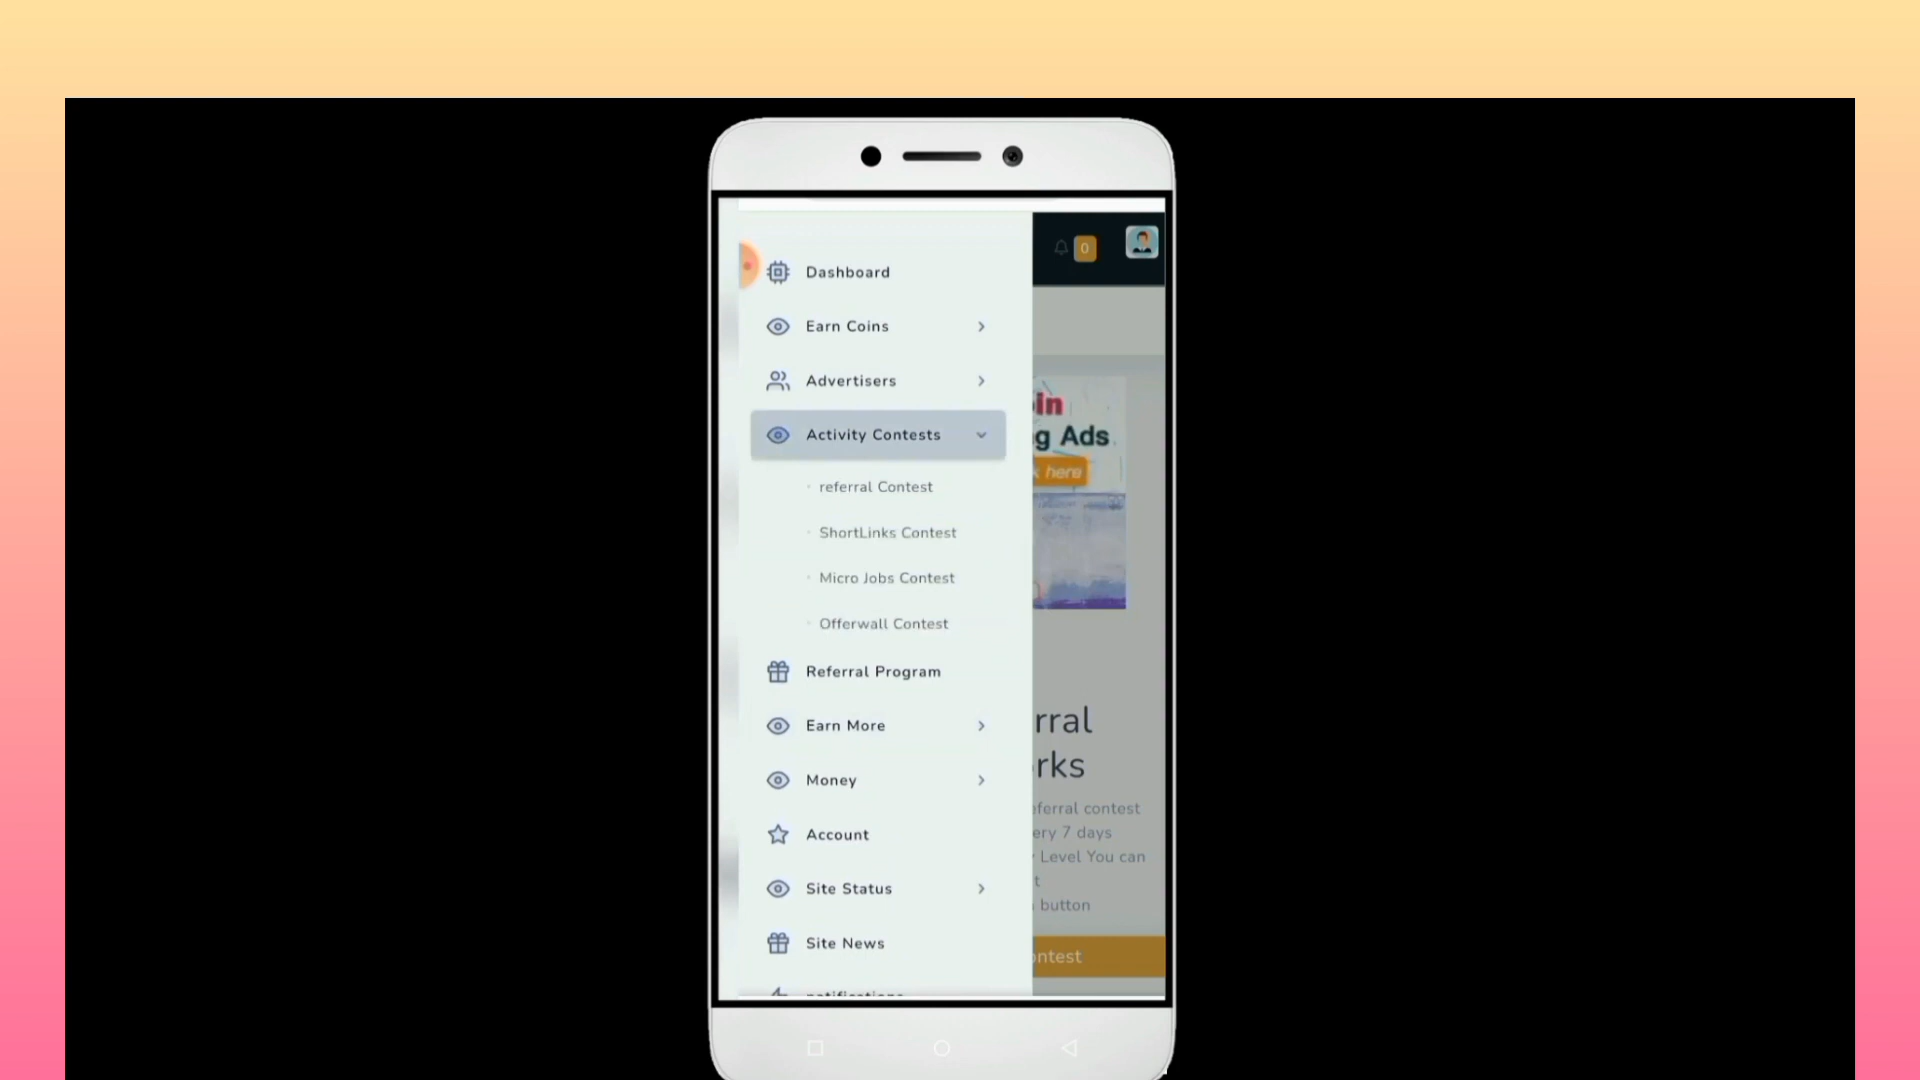 0
Dashboard
Earn Coins
Advertisers
Activity Contests
referral Contest
ShortLinks Contest
Micro Jobs Contest
Offerwall Contest
Referral Program
Earn More
Money
Account
Site Status
Site News
notifications
in
g Ads
here
rral
rks
eferral contest
ery 7 days
Level You can
t
button
ontest